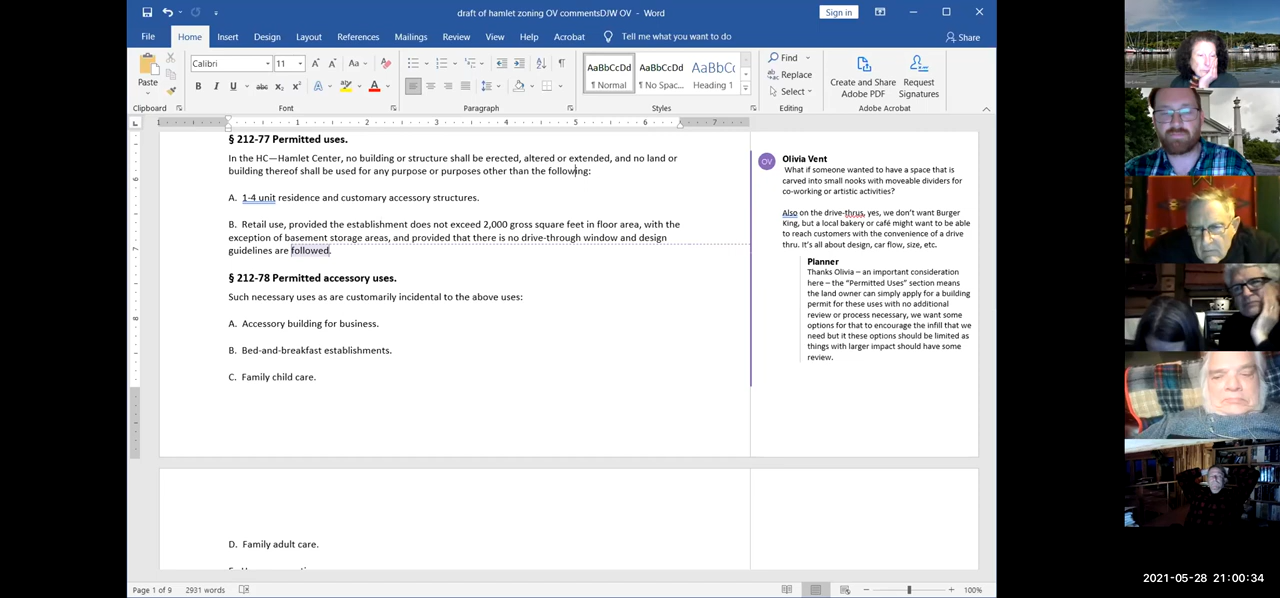 draft of hamlet zoning OV commentsDJW OV - Word
Sign in
File Home Insert Design Layout References Mailings Review View Help Acrobat Tell me what you want to do Share
Calibri 11 Aa
Paste
B I U abc x₂ x² A
AaBbCcDd AaBbCcDd AaBbC
¶ Normal ¶ No Spac... Heading 1
Find
Replace
Select
Create and Share Adobe PDF
Request Signatures
Clipboard Font Paragraph Styles Editing Adobe Acrobat
1 1 2 3 4 5 6 7
§ 212-77 Permitted uses.
In the HC—Hamlet Center, no building or structure shall be erected, altered or extended, and no land or
building thereof shall be used for any purpose or purposes other than the following:
A. 1-4 unit residence and customary accessory structures.
B. Retail use, provided the establishment does not exceed 2,000 gross square feet in floor area, with the
exception of basement storage areas, and provided that there is no drive-through window and design
guidelines are followed.
§ 212-78 Permitted accessory uses.
Such necessary uses as are customarily incidental to the above uses:
A. Accessory building for business.
B. Bed-and-breakfast establishments.
C. Family child care.
D. Family adult care.
OV
Olivia Vent
What if someone wanted to have a space that is
carved into small nooks with moveable dividers for
co-working or artistic activities?
Also on the drive-thrus, yes, we don't want Burger
King, but a local bakery or café might want to be able
to reach customers with the convenience of a drive
thru. It's all about design, car flow, size, etc.
Planner
Thanks Olivia – an important consideration
here – the "Permitted Uses" section means
the land owner can simply apply for a building
permit for these uses with no additional
review or process necessary, we want some
options for that to encourage the infill that we
need but it these options should be limited as
things with larger impact should have some
review.
Page 1 of 9 2931 words 100%
2021-05-28 21:00:34